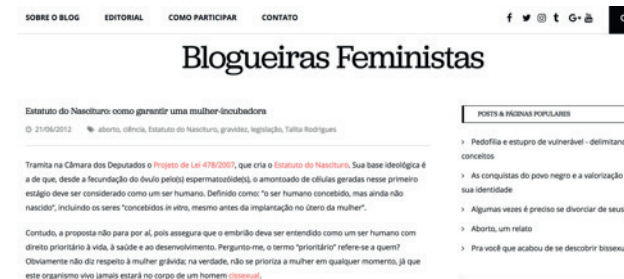 SOBRE O BLOG EDITORIAL COMO PARTICIPAR CONTATO
Blogueiras Feministas
Estatuto do Nascituro: como garantir uma mulher-incubadora
21/06/2012 aborto, ciência, Estatuto do Nascituro, gravidez, legislação, Talita Rodrigues
Tramita na Câmara dos Deputados o Projeto de Lei 478/2007, que cria o Estatuto do Nascituro. Sua base ideológica é
a de que, desde a fecundação do óvulo pelo(s) espermatozóide(s), o amontoado de células geradas nesse primeiro
estágio deve ser considerado como um ser humano. Definido como: "o ser humano concebido, mas ainda não
nascido", incluindo os seres "concebidos in vitro, mesmo antes da implantação no útero da mulher".
Contudo, a proposta não para por aí, pois assegura que o embrião deva ser entendido como um ser humano com
direito prioritário à vida, à saúde e ao desenvolvimento. Pergunto-me, o termo "prioritário" refere-se a quem?
Obviamente não diz respeito à mulher grávida; na verdade, não se prioriza a mulher em qualquer momento, já que
este organismo vivo jamais estará no corpo de um homem cissexual.
POSTS & PÁGINAS POPULARES
> Pedofilia e estupro de vulnerável - delimitand
conceitos
> As conquistas do povo negro e a valorização
sua identidade
> Algumas vezes é preciso se divorciar de seus
> Aborto, um relato
> Pra você que acabou de se descobrir bissexu